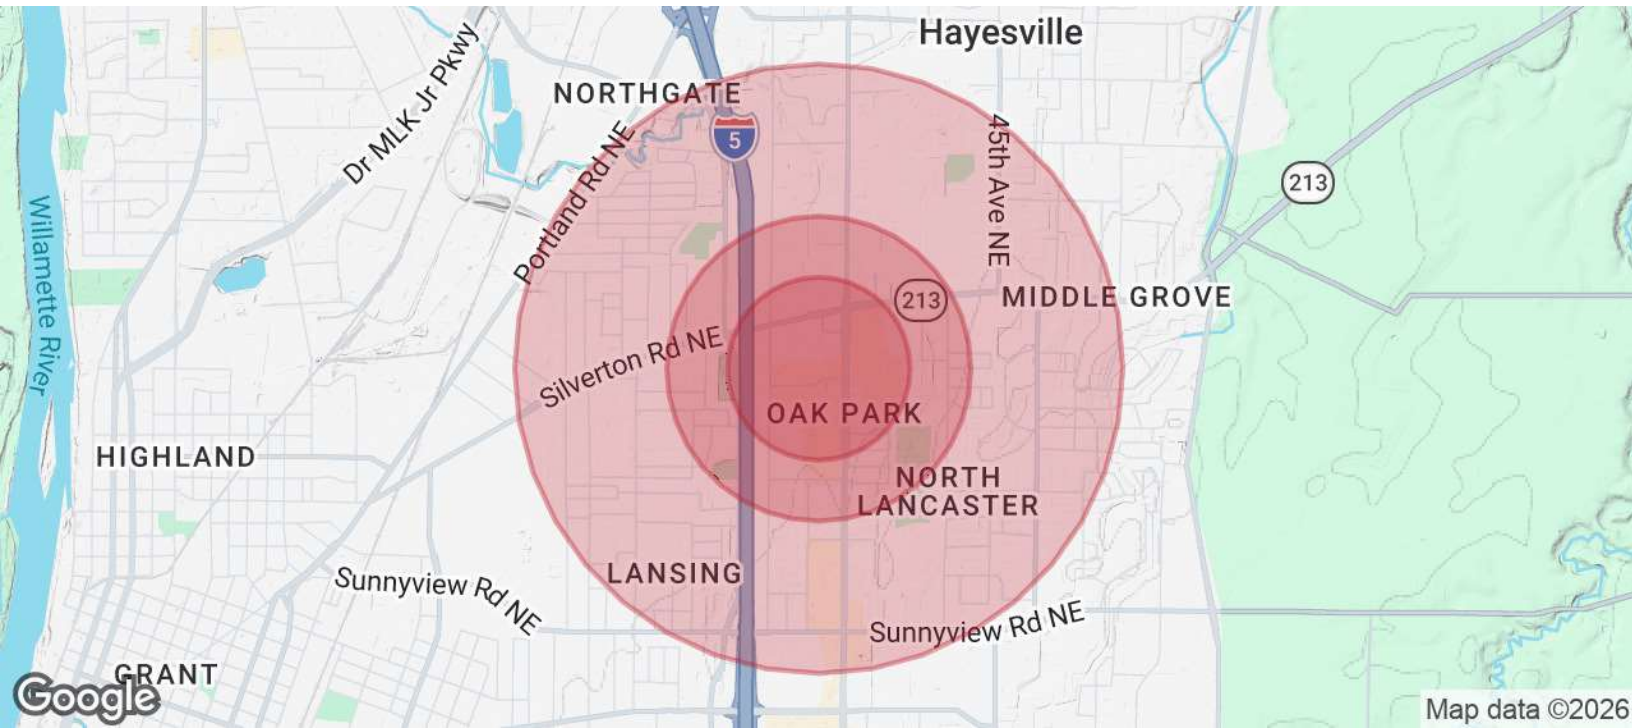 Hayesville
NORTHGATE
Dr MLK Jr Pkwy
5
45th Ave NE
Portland Rd NE
213
Willamette River
MIDDLE GROVE
213
Silverton Rd NE
OAK PARK
HIGHLAND
NORTH
LANCASTER
LANSING
Sunnyview Rd NE
Sunnyview Rd NE
GRANT
Google
Map data ©2026